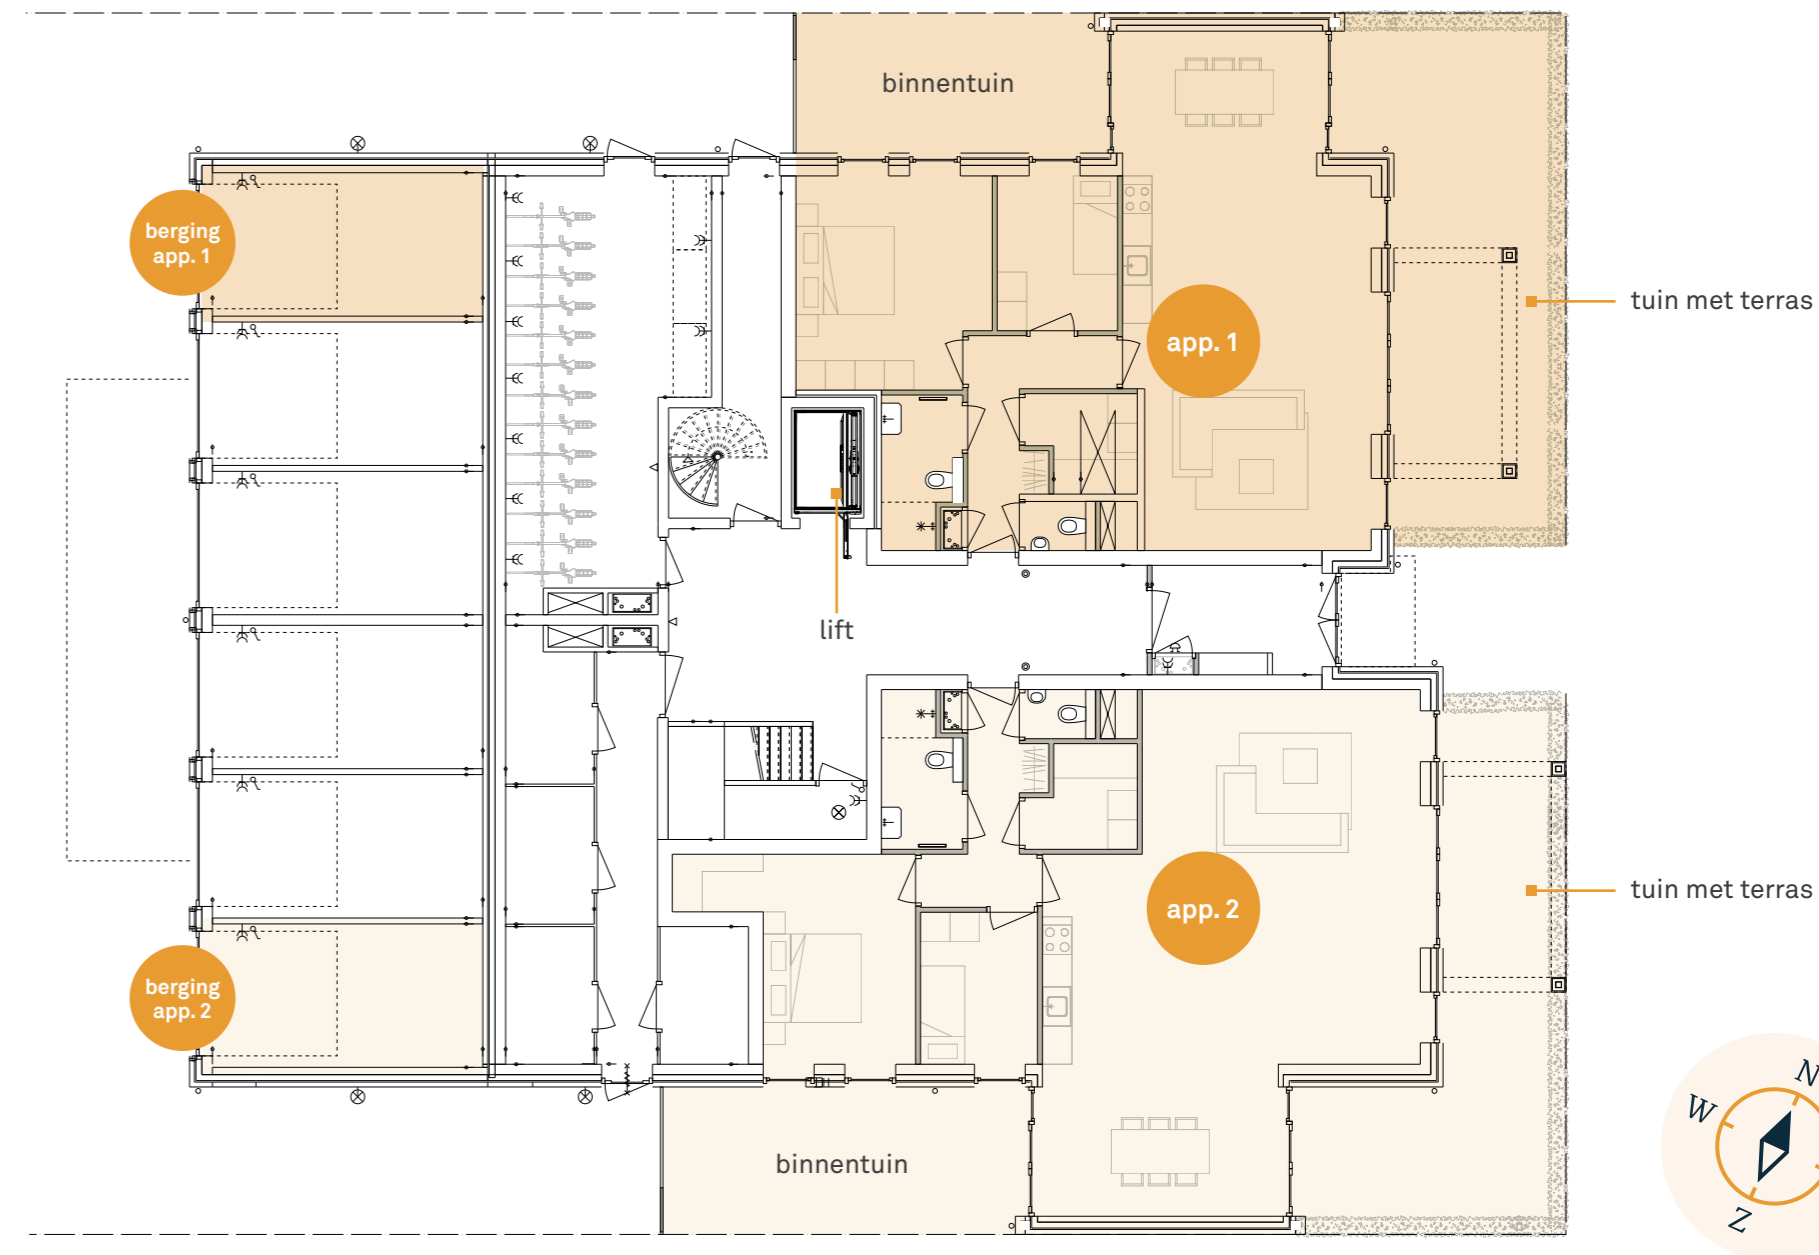 binnentuin
berging
app. 1
app. 1
tuin met terras
lift
app. 2
tuin met terras
berging
app. 2
binnentuin
N
W
Z